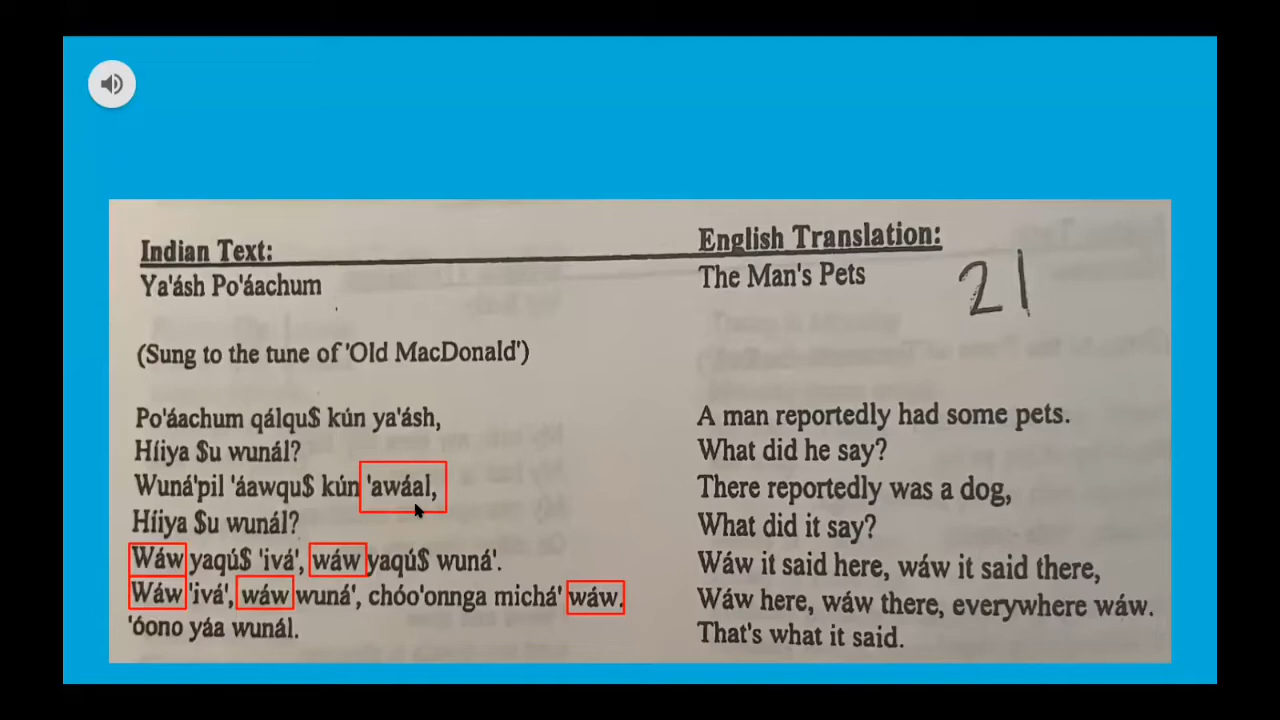 Indian Text:
Ya'ásh Po'áachum
(Sung to the tune of 'Old MacDonald')
Po'áachum qálqu$ kún ya'ásh,
Híiya $u wunál?
Wuná'pil 'áawqu$ kún 'awáal,
Híiya $u wunál?
Wáw yaqú$ 'ivá', wáw yaqú$ wuná'.
Wáw 'ivá', wáw wuná', chóo'onnga michá' wáw.
'óono yáa wunál.
English Translation:
The Man's Pets
21
A man reportedly had some pets.
What did he say?
There reportedly was a dog,
What did it say?
Wáw it said here, wáw it said there,
Wáw here, wáw there, everywhere wáw.
That's what it said.